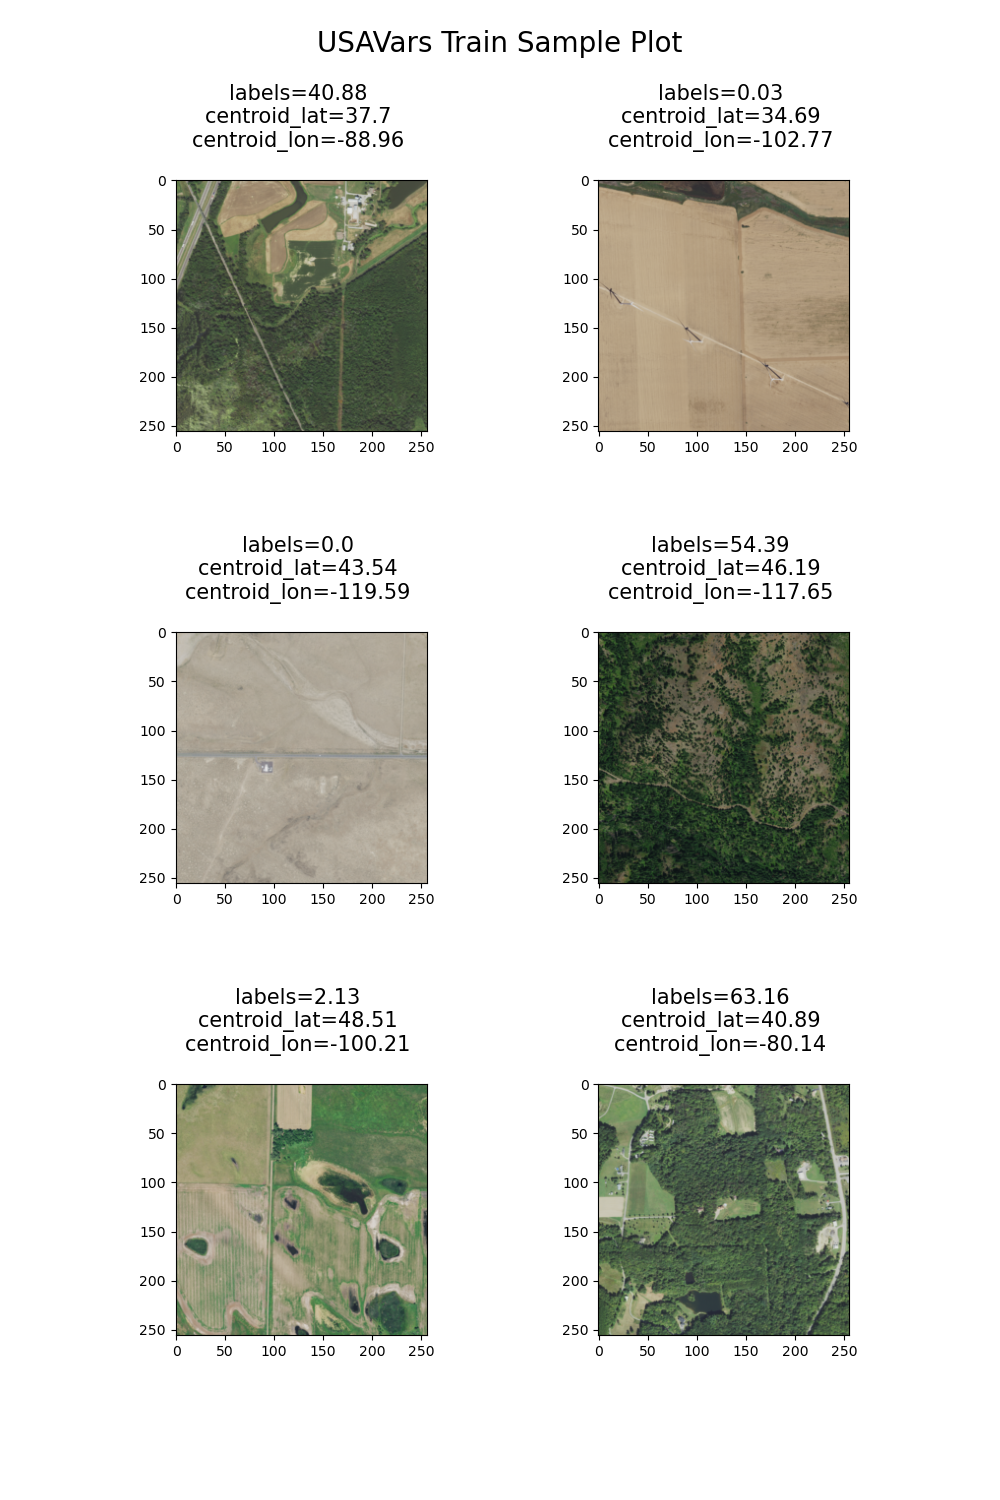 USAVars Train Sample Plot
labels=40.88
centroid_lat=37.7
centroid_lon=-88.96
0
50
100
150
200
250
0 50 100 150 200 250
labels=0.03
centroid_lat=34.69
centroid_lon=-102.77
0
50
100
150
200
250
0 50 100 150 200 250
labels=0.0
centroid_lat=43.54
centroid_lon=-119.59
0
50
100
150
200
250
0 50 100 150 200 250
labels=54.39
centroid_lat=46.19
centroid_lon=-117.65
0
50
100
150
200
250
0 50 100 150 200 250
labels=2.13
centroid_lat=48.51
centroid_lon=-100.21
0
50
100
150
200
250
0 50 100 150 200 250
labels=63.16
centroid_lat=40.89
centroid_lon=-80.14
0
50
100
150
200
250
0 50 100 150 200 250